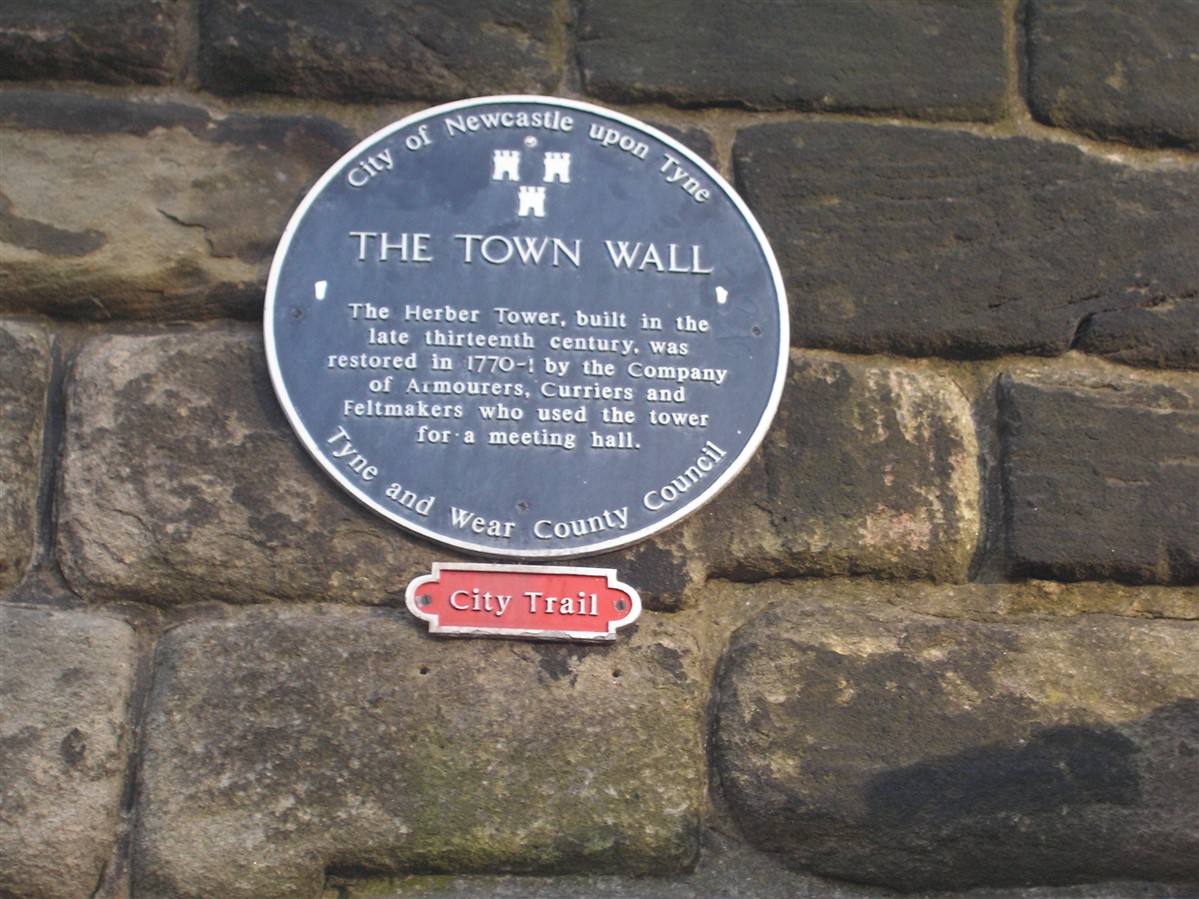 City of Newcastle upon Tyne
THE TOWN WALL
The Herber Tower, built in the
late thirteenth century, was
restored in 1770-1 by the Company
of Armourers, Curriers and
Feltmakers who used the tower
for a meeting hall.
Tyne and Wear County Council
City Trail